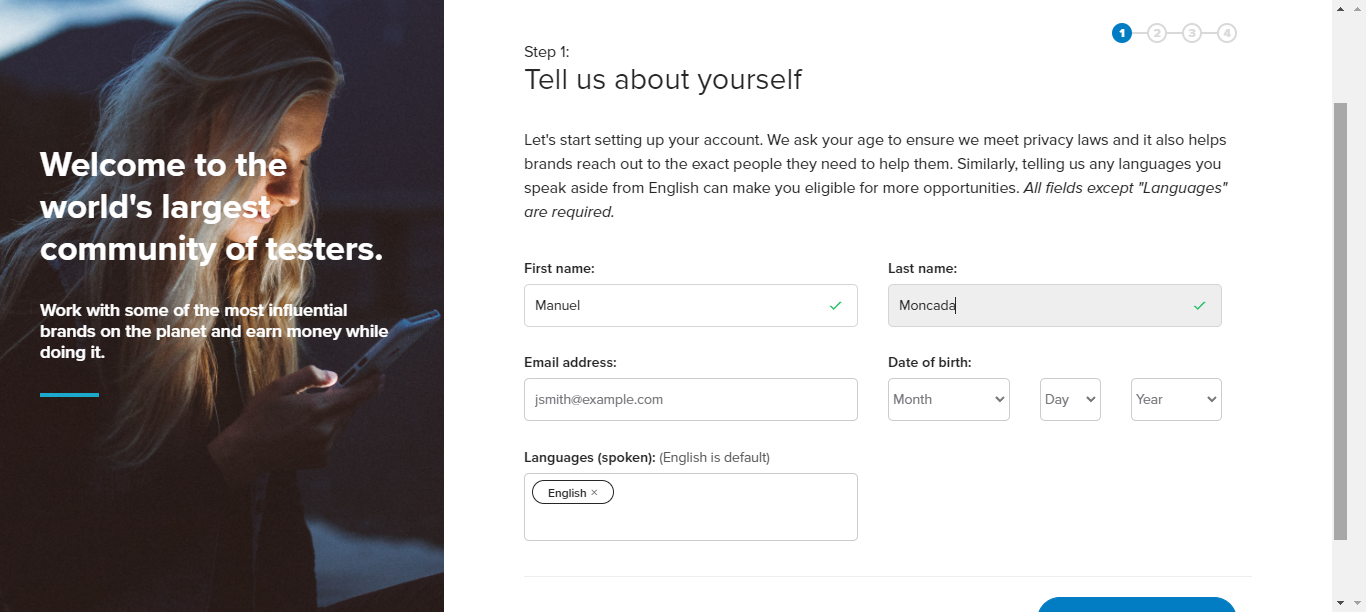 Welcome to the
world's largest
community of testers.
Work with some of the most influential
brands on the planet and earn money while
doing it.
1 2 3 4
Step 1:
Tell us about yourself
Let's start setting up your account. We ask your age to ensure we meet privacy laws and it also helps
brands reach out to the exact people they need to help them. Similarly, telling us any languages you
speak aside from English can make you eligible for more opportunities. All fields except "Languages"
are required.
First name:
Last name:
Manuel
Moncada
Email address:
Date of birth:
jsmith@example.com
Month
Day
Year
Languages (spoken): (English is default)
English ×